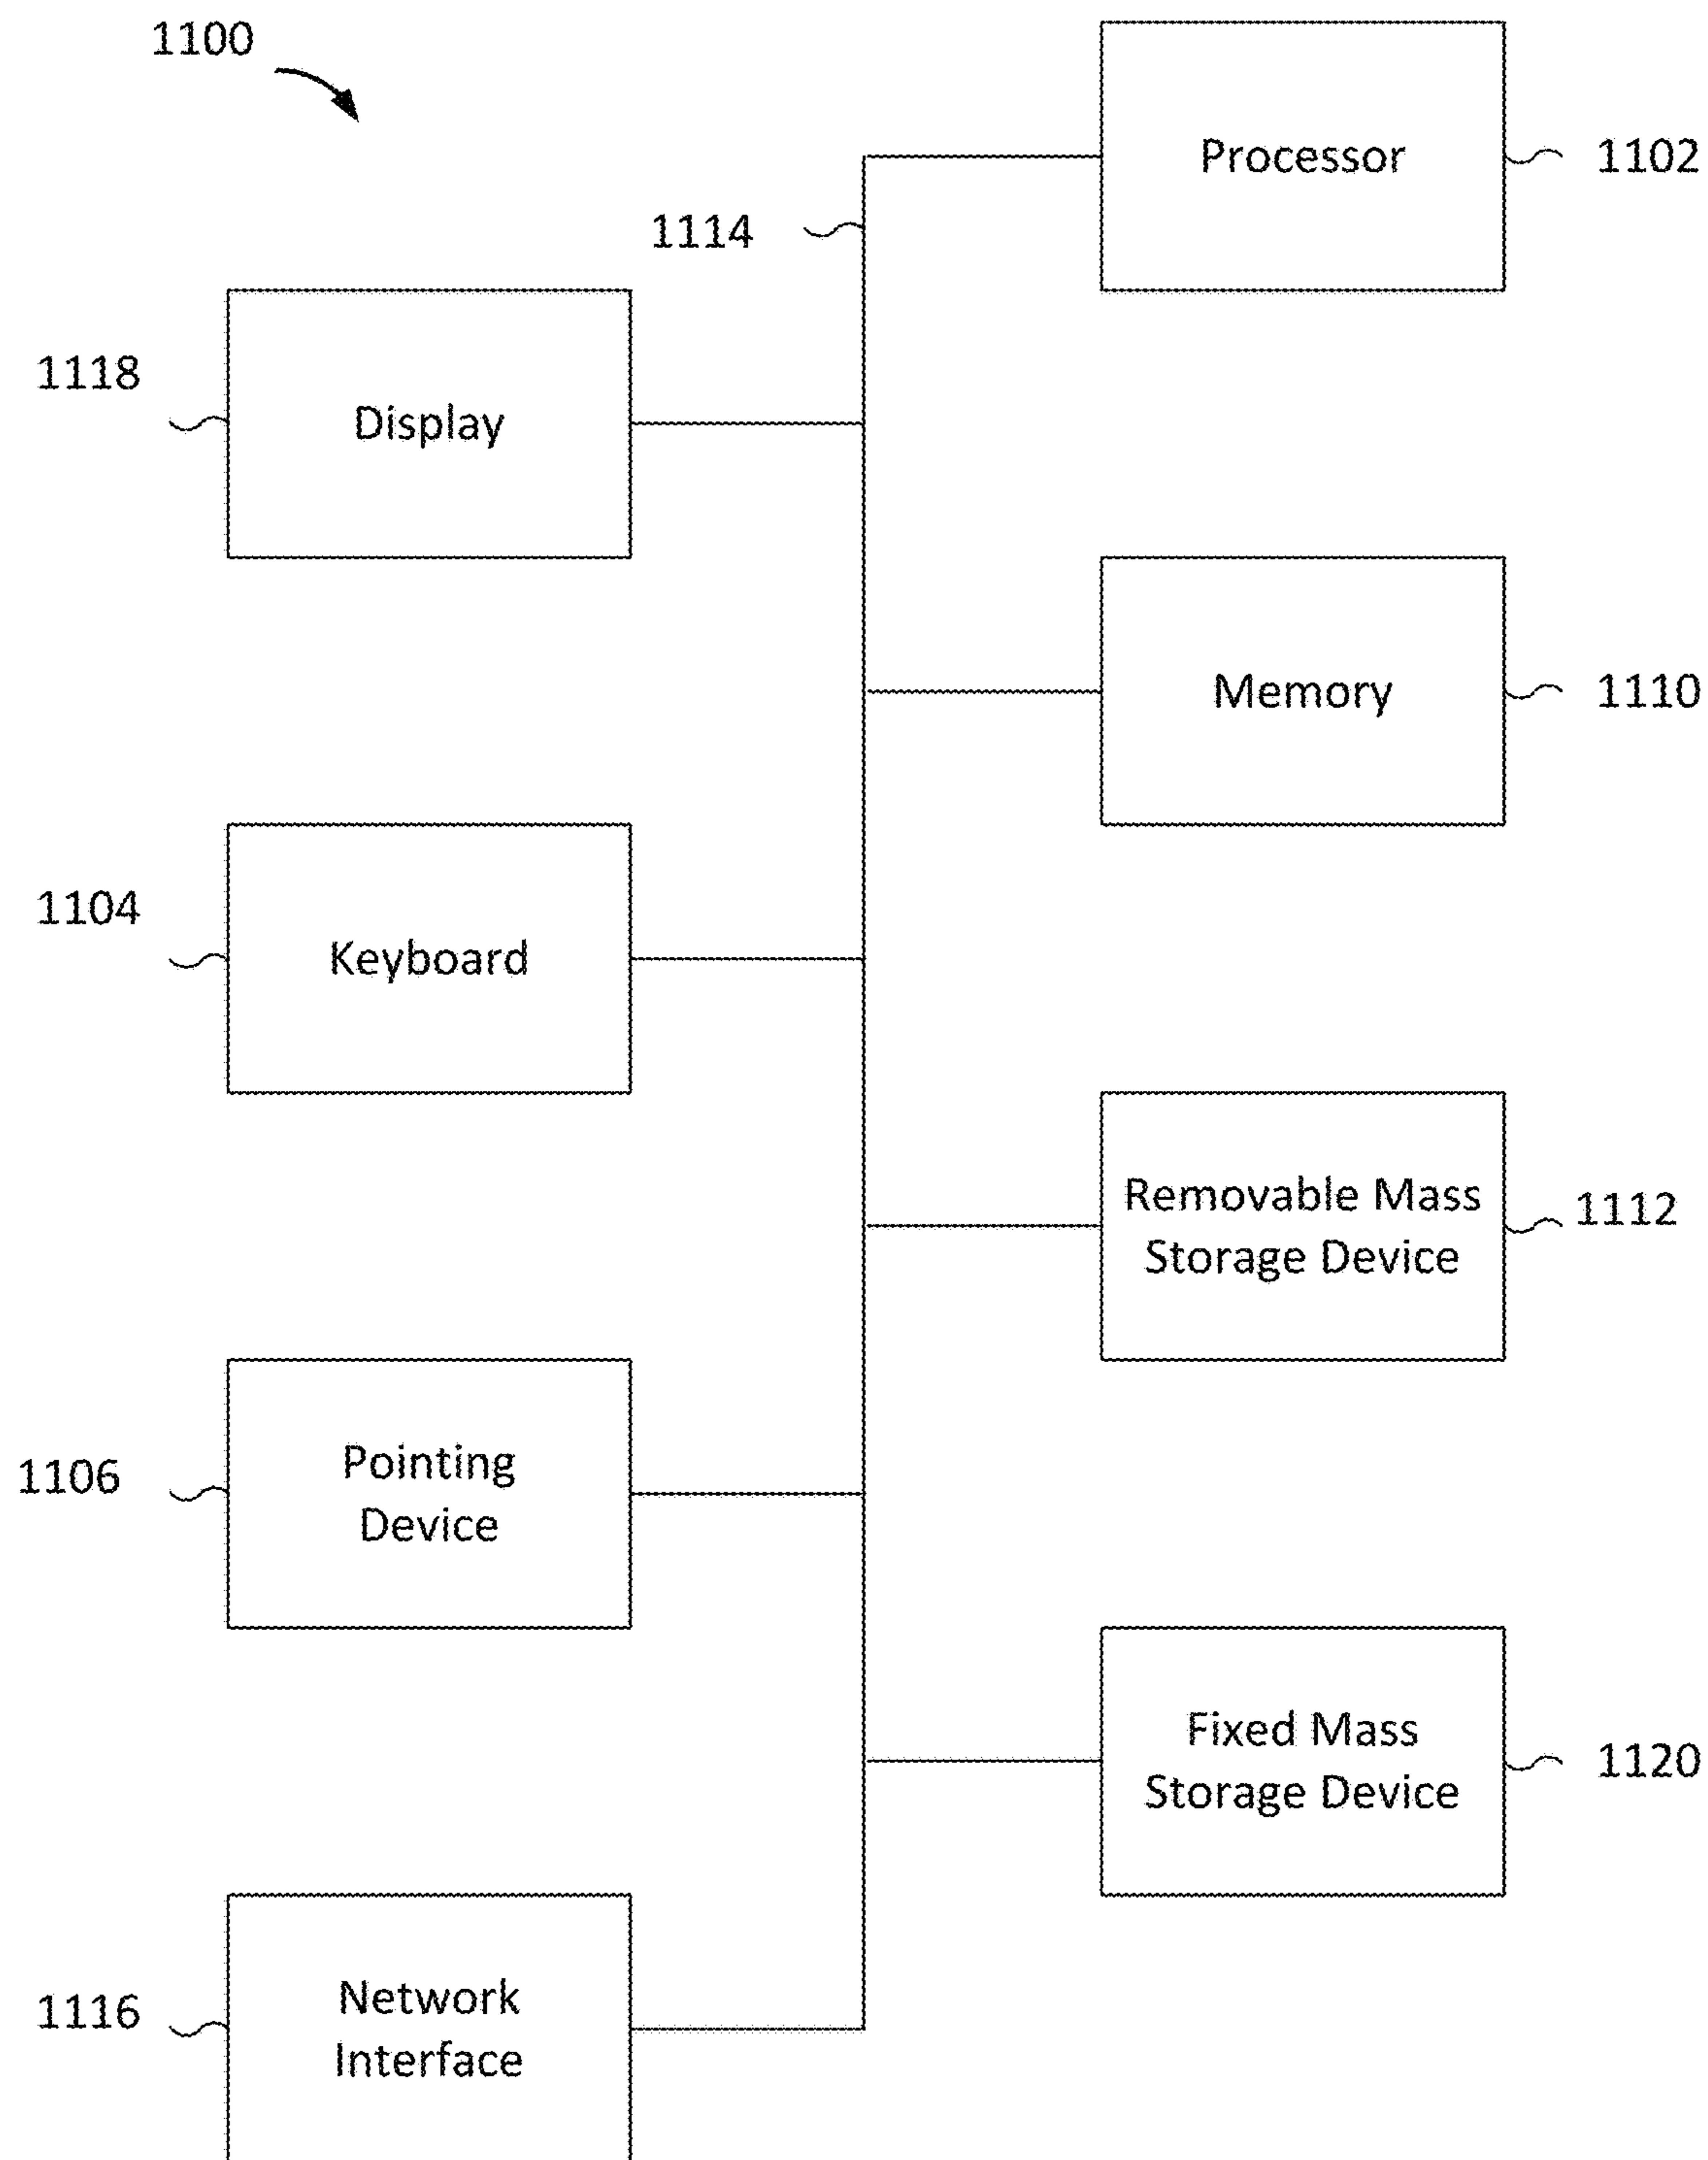 1100
Processor
1102
1114
1118
Display
Memory
1110
1104
Keyboard
Removable Mass
Storage Device
1112
1106
Pointing
Device
Fixed Mass
Storage Device
1120
1116
Network
Interface